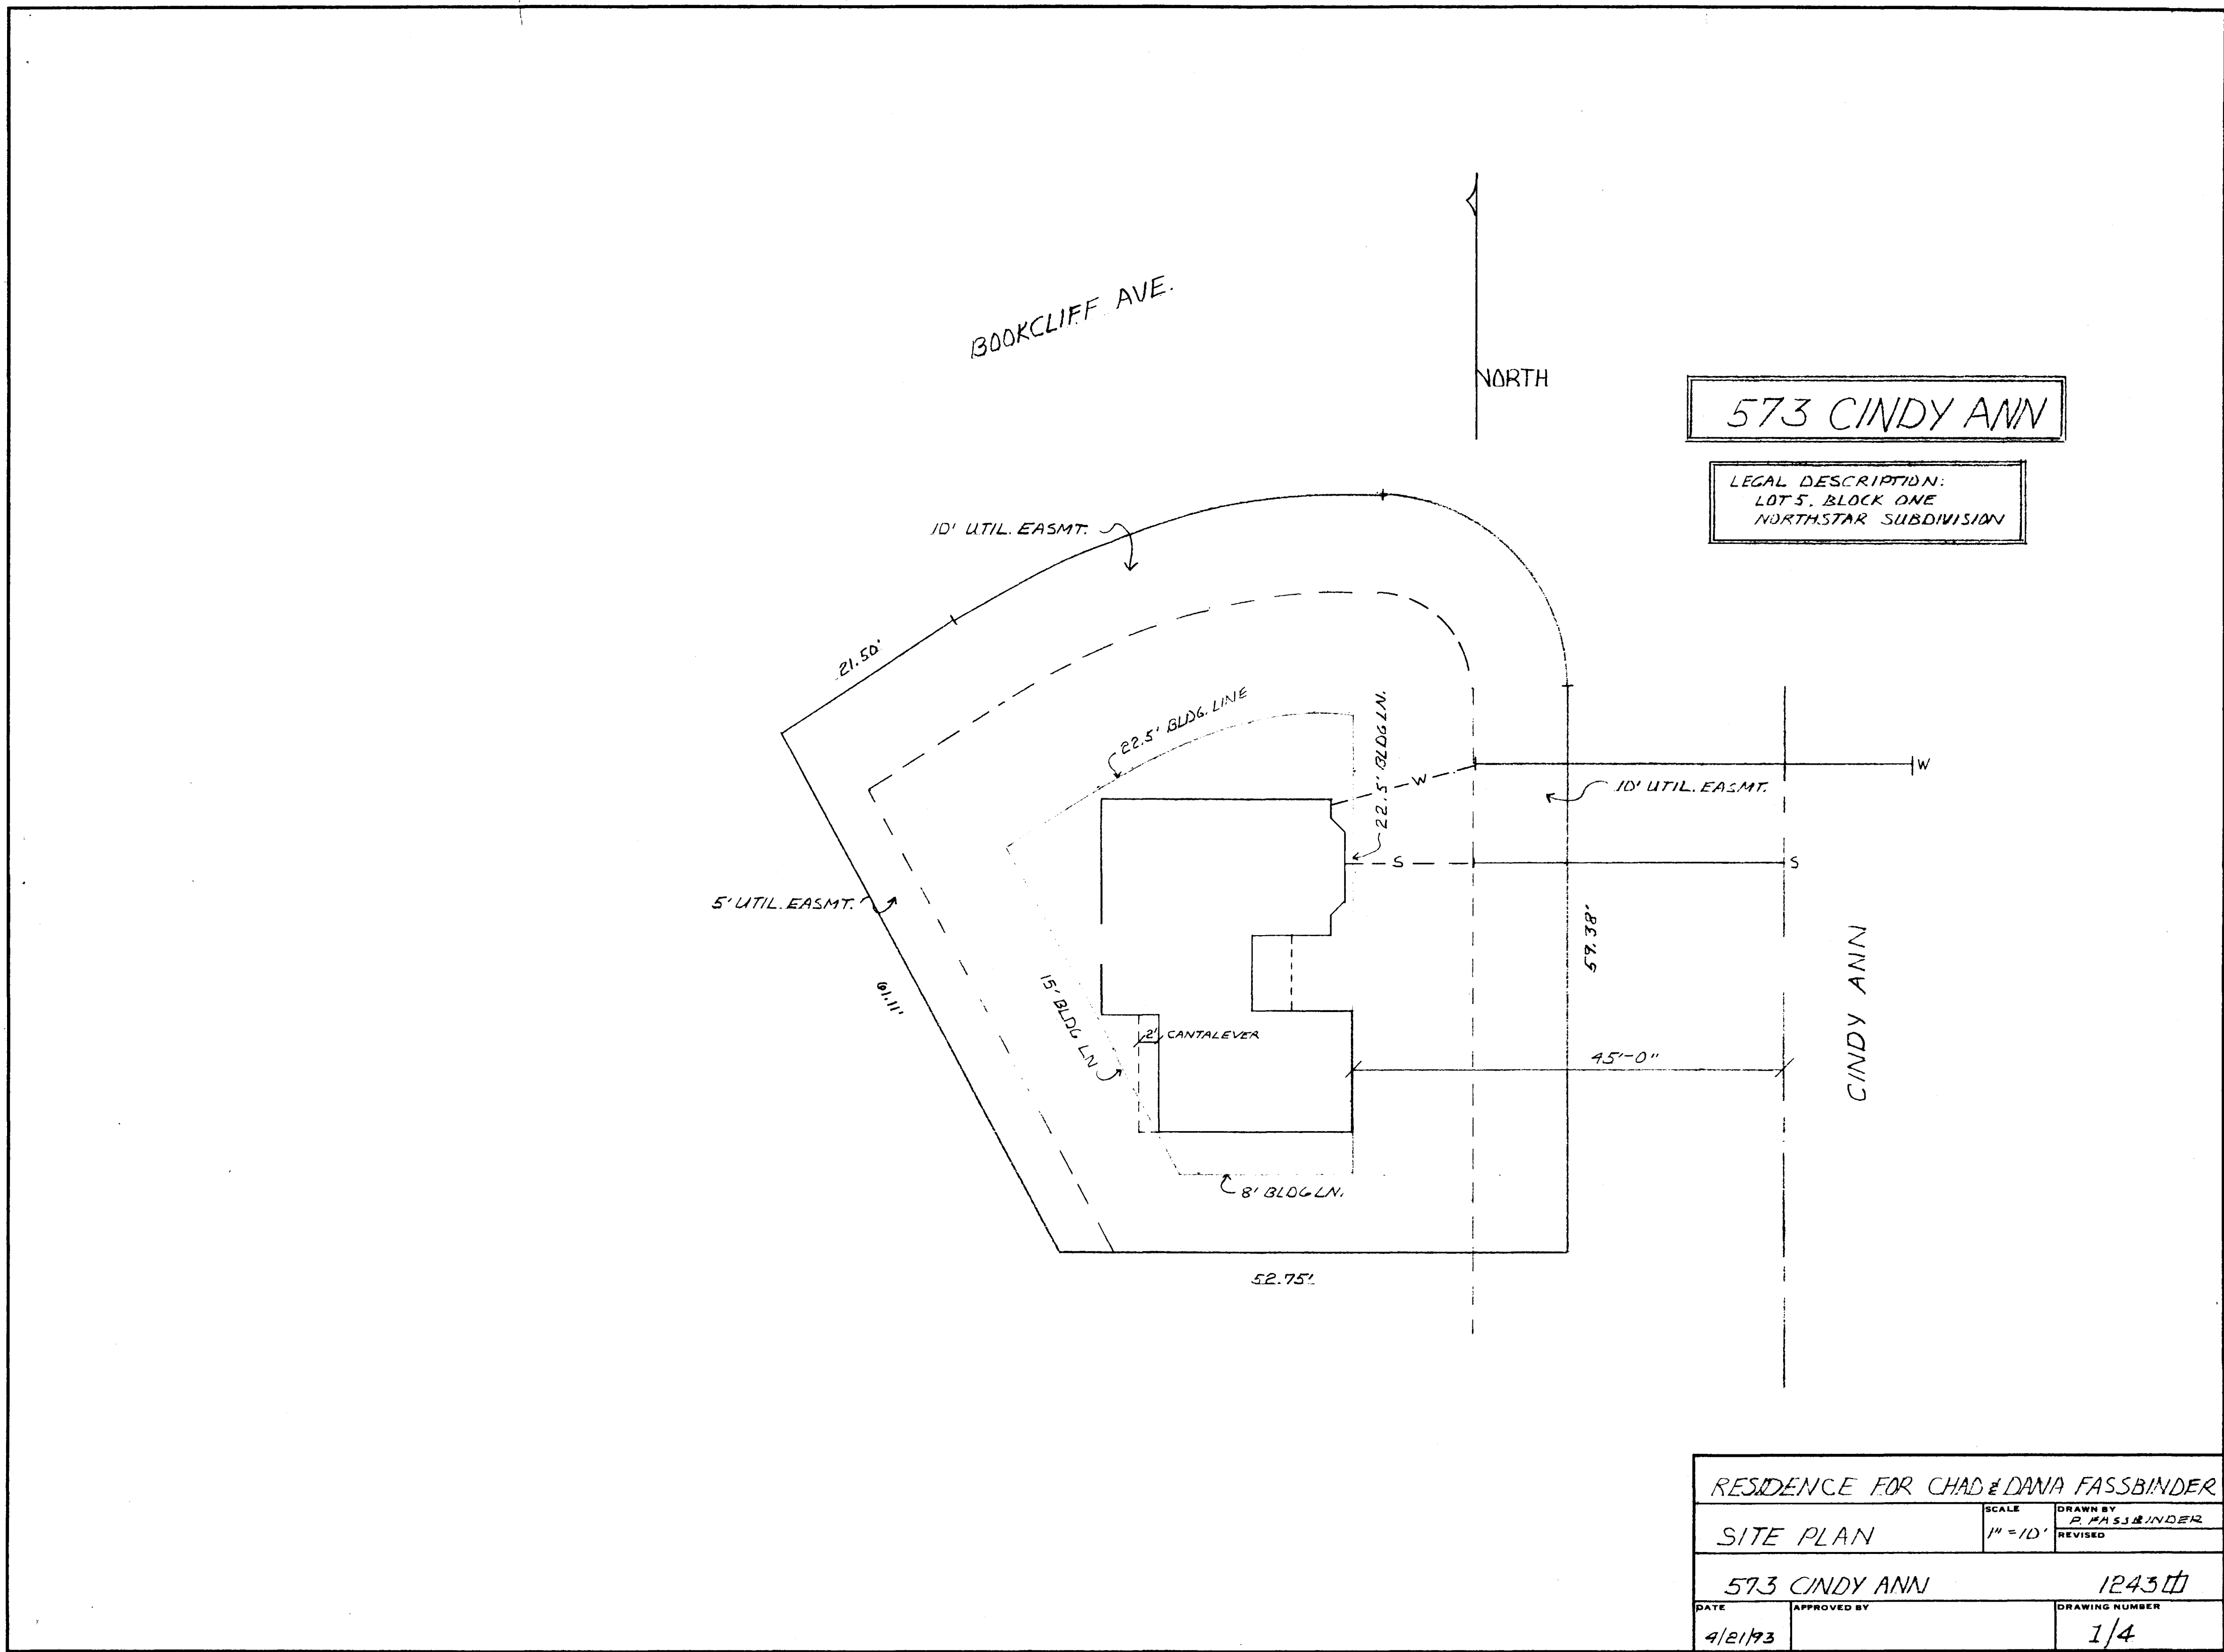 BOOKCLIFF AVE.
NORTH
573 CINDY ANN
LEGAL DESCRIPTION:
LOT 5, BLOCK ONE
NORTHSTAR SUBDIVISION
10' UTIL. EASMT.
21.50'
22.5' BLDG. LINE
22.5' BLDG LN.
W
W
10' UTIL. EASMT.
S
S
5' UTIL. EASMT.
59.38'
61.11'
15' BLDG LN
2' CANTALEVER
45'-0"
CINDY ANN
8' BLDG LN.
52.75'
RESIDENCE FOR CHAD & DANA FASSBINDER
SITE PLAN
SCALE
1" = 10'
DRAWN BY
P. FASSBINDER
REVISED
573 CINDY ANN
1243
DATE
4/21/93
APPROVED BY
DRAWING NUMBER
1/4